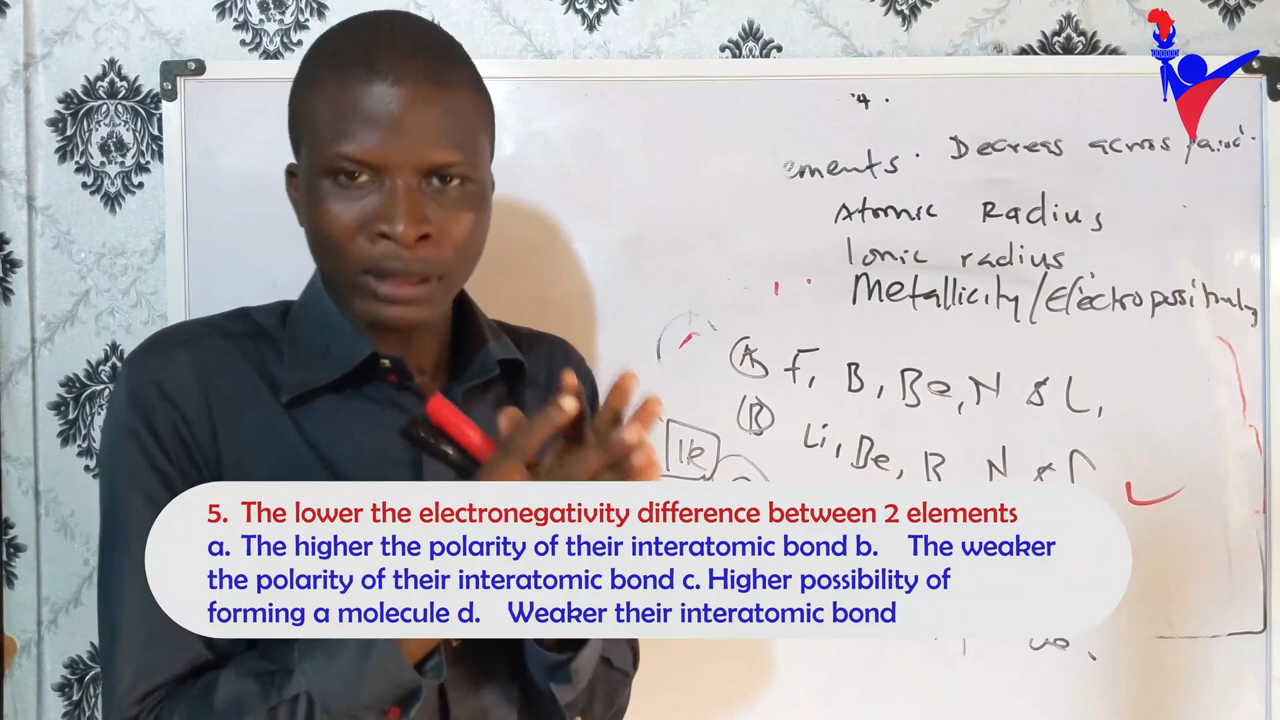 4.
ements. Decreas across
Atomic Radius
Ionic radius
Metallicity/Electropositivity
A F, B, Be, N &
B Li, Be, B N &
5. The lower the electronegativity difference between 2 elements
a. The higher the polarity of their interatomic bond b. The weaker
the polarity of their interatomic bond c. Higher possibility of
forming a molecule d. Weaker their interatomic bond